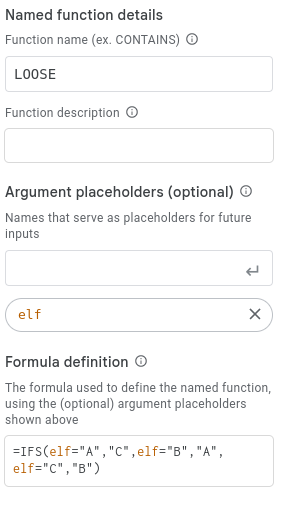 Named function details
Function name (ex. CONTAINS)
LOOSE
Function description
Argument placeholders (optional)
Names that serve as placeholders for future
inputs
elf
Formula definition
The formula used to define the named function,
using the (optional) argument placeholders
shown above
=IFS(elf="A","C",elf="B","A",
elf="C","B")